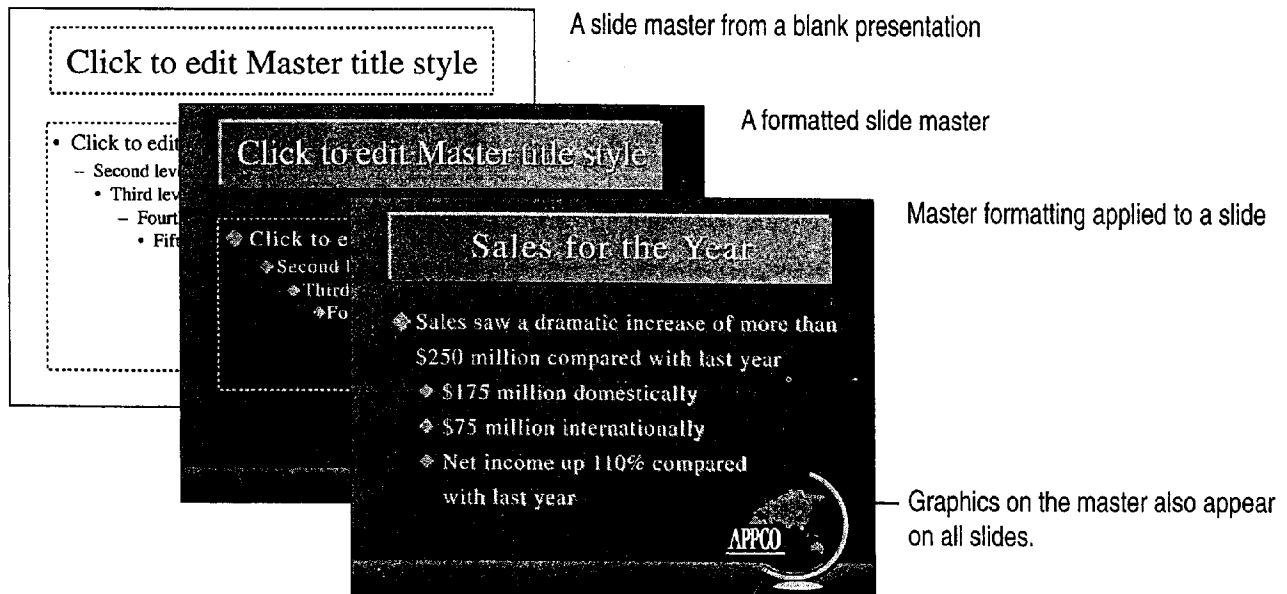 A slide master from a blank presentation
Click to edit Master title style
• Click to edit
– Second leve
• Third lev
– Fourt
• Fift
A formatted slide master
Click to edit Master title style
Click to e
Second l
Third
Fo
Master formatting applied to a slide
Sales for the Year
Sales saw a dramatic increase of more than
$250 million compared with last year
$175 million domestically
$75 million internationally
Net income up 110% compared
with last year
APPCO
Graphics on the master also appear
on all slides.